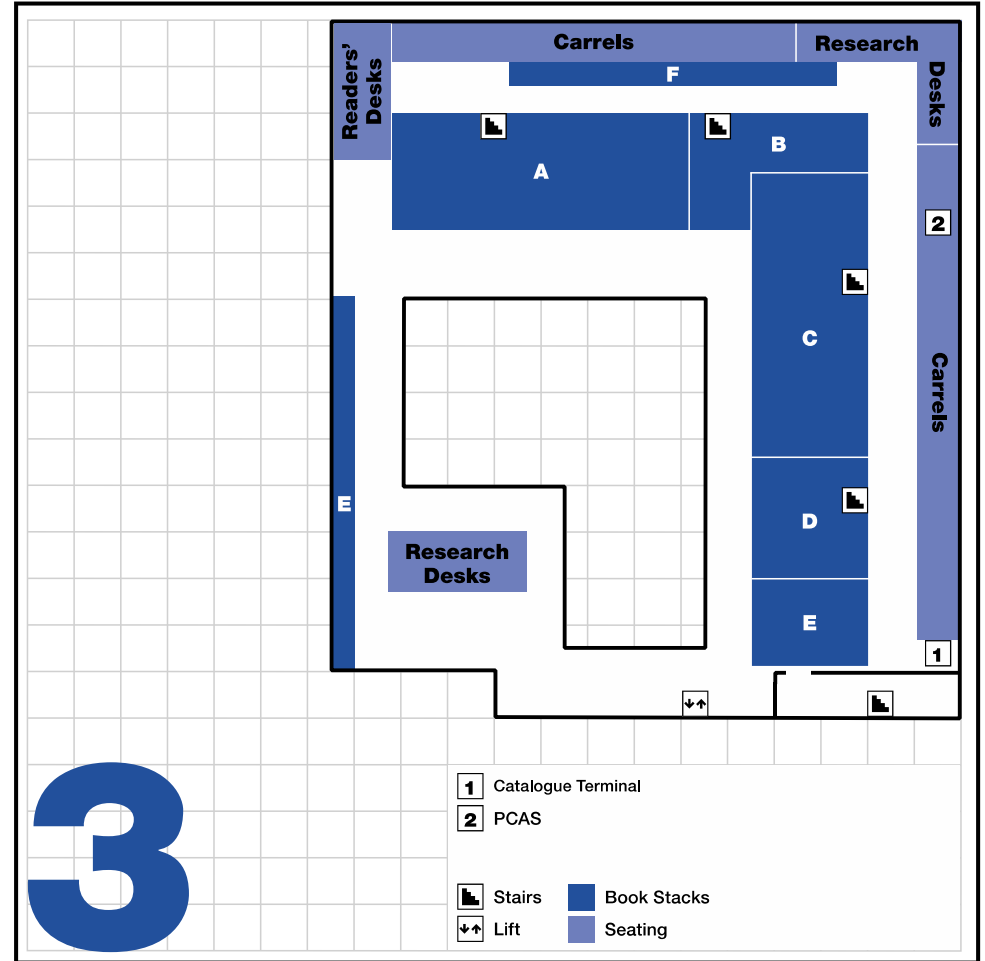 Readers'
Desks
Carrels
Research
Desks
F
A
B
2
C
Carrels
E
D
Research
Desks
E
1
3
1 Catalogue Terminal
2 PCAS
Stairs
Book Stacks
Lift
Seating